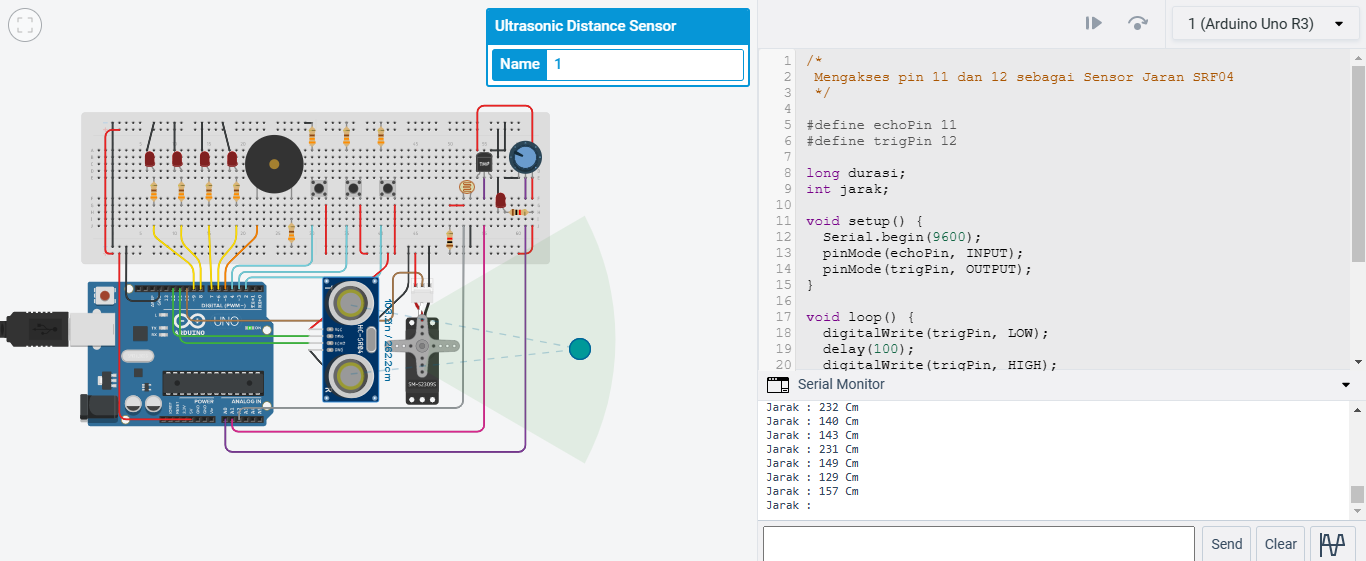 Ultrasonic Distance Sensor
Name 1
1 (Arduino Uno R3)
1 /*
2 Mengakses pin 11 dan 12 sebagai Sensor Jaran SRF04
3 */
4
5 #define echoPin 11
6 #define trigPin 12
7
8 long durasi;
9 int jarak;
10
11 void setup() {
12 Serial.begin(9600);
13 pinMode(echoPin, INPUT);
14 pinMode(trigPin, OUTPUT);
15 }
16
17 void loop() {
18 digitalWrite(trigPin, LOW);
19 delay(100);
20 digitalWrite(trigPin, HIGH);
Serial Monitor
Jarak : 232 Cm
Jarak : 140 Cm
Jarak : 143 Cm
Jarak : 231 Cm
Jarak : 149 Cm
Jarak : 129 Cm
Jarak : 157 Cm
Jarak :
Send
Clear
TMP
DIGITAL (PWM~)
UNO
ARDUINO
ON
POWER
ANALOG IN
HC-SR04
SM-S2309S